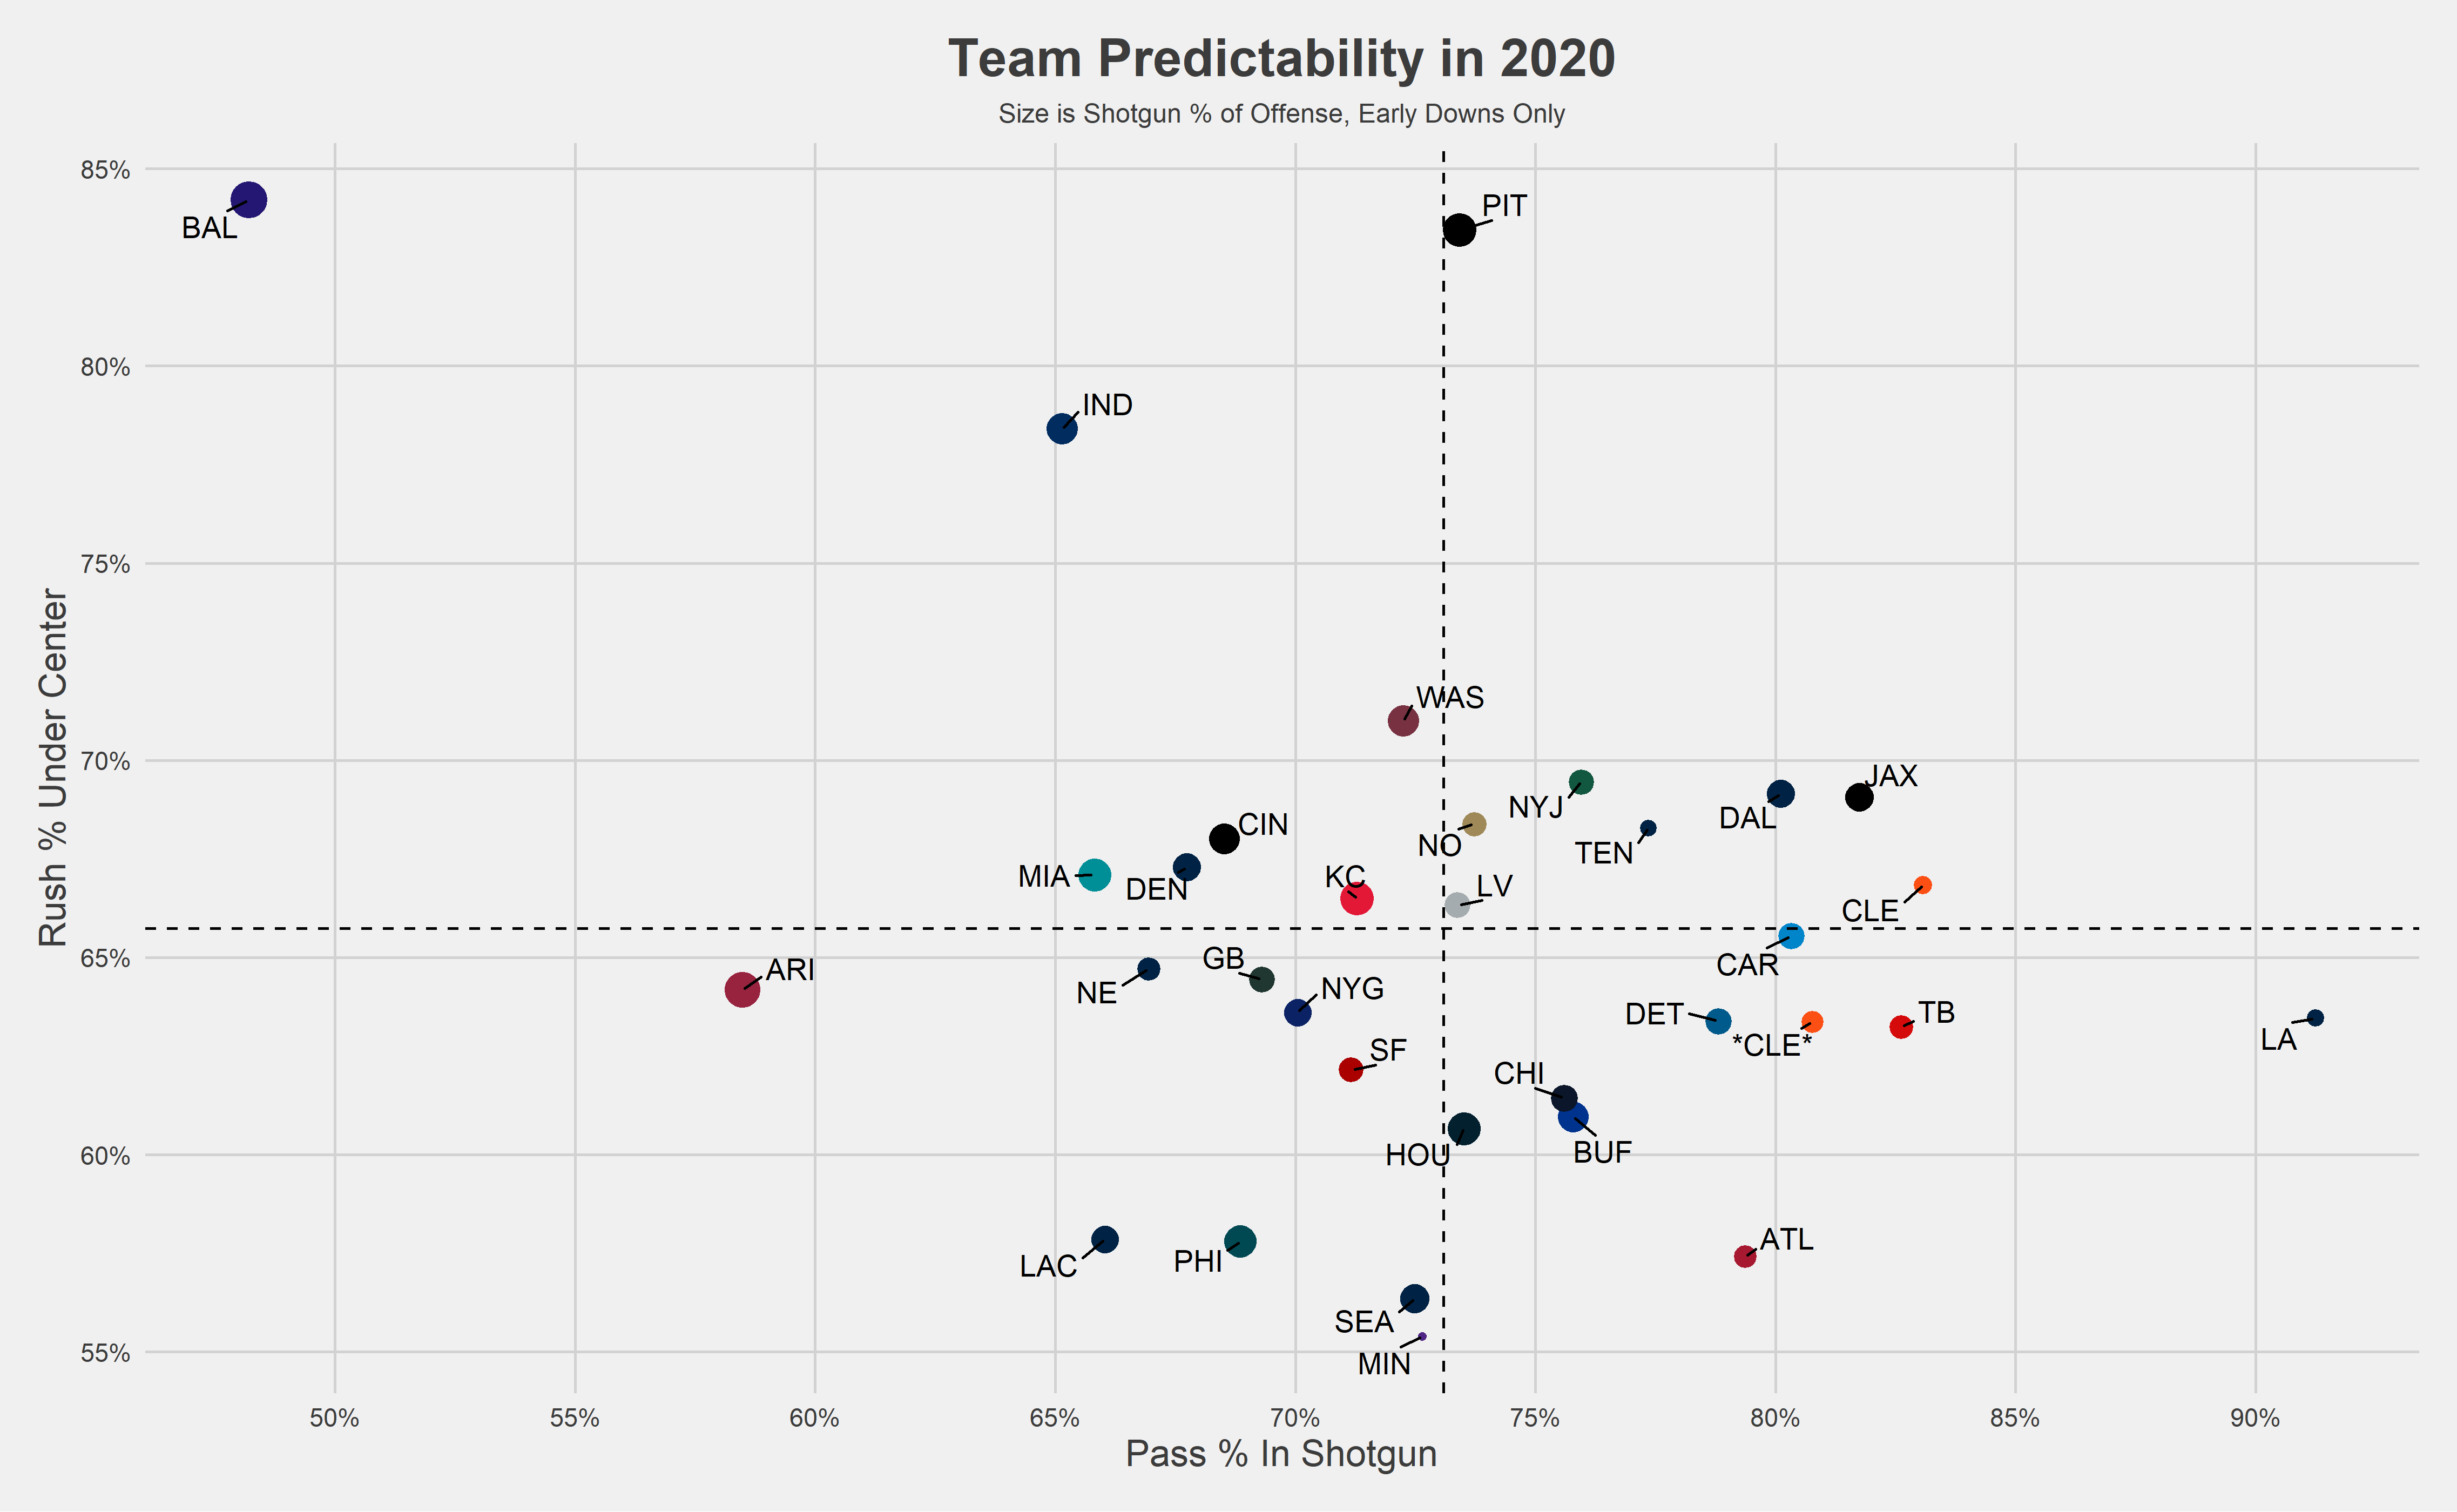 Team Predictability in 2020
Size is Shotgun % of Offense, Early Downs Only
85%
BAL
PIT
80%
IND
75%
Rush % Under Center
WAS
70%
JAX
NYJ
DAL
CIN
NO
TEN
MIA
DEN
KC
LV
CLE
65%
ARI
GB
CAR
NE
NYG
DET
TB
*CLE*
LA
SF
CHI
60%
HOU
BUF
ATL
LAC
PHI
SEA
55%
MIN
50%
55%
60%
65%
70%
75%
80%
85%
90%
Pass % In Shotgun